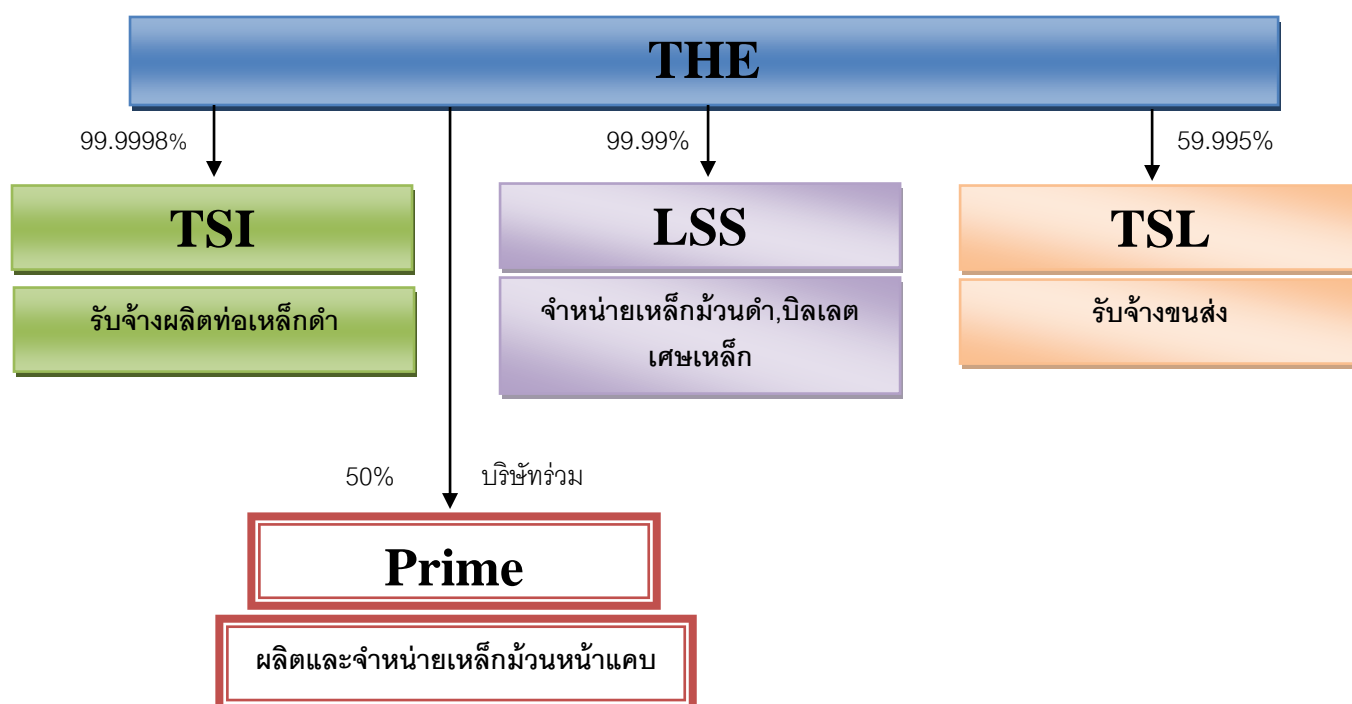 THE
99.9998%
99.99%
59.995%
TSI
LSS
TSL
รับจ้างผลิตท่อเหล็กดำ
จำหน่ายเหล็กม้วนดำ,บิลเลต
เศษเหล็ก
รับจ้างขนส่ง
50% บริษัทร่วม
Prime
ผลิตและจำหน่ายเหล็กม้วนหน้าแคบ